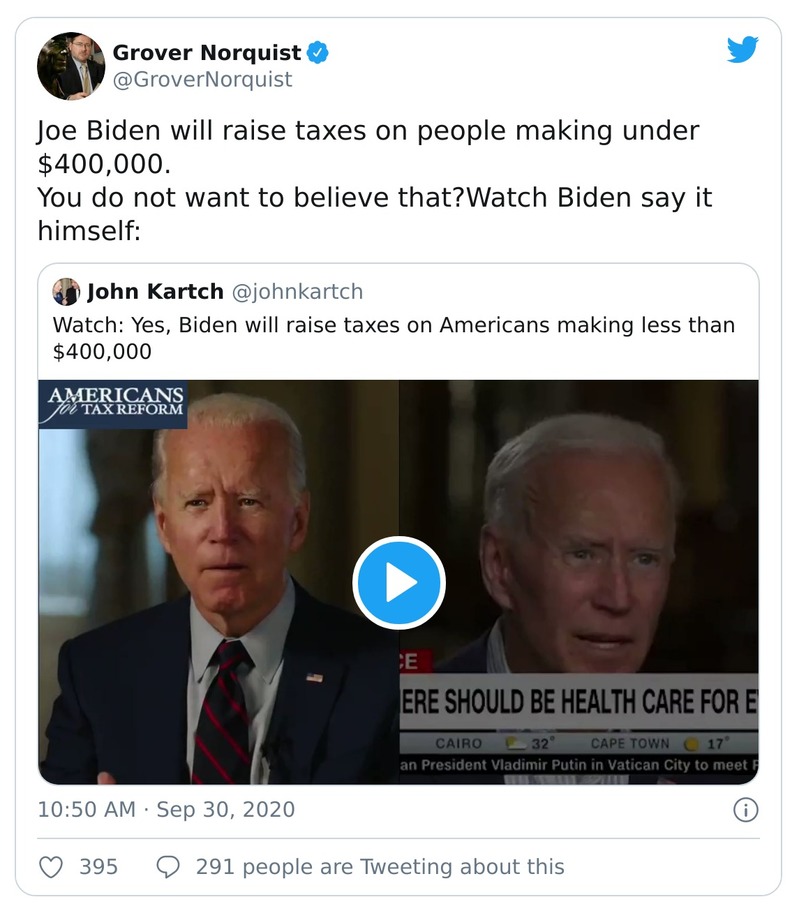 Grover Norquist
@GroverNorquist
Joe Biden will raise taxes on people making under
$400,000.
You do not want to believe that?Watch Biden say it
himself:
John Kartch @johnkartch
Watch: Yes, Biden will raise taxes on Americans making less than
$400,000
AMERICANS
for TAX REFORM
CE
ERE SHOULD BE HEALTH CARE FOR E
CAIRO 32° CAPE TOWN 17°
an President Vladimir Putin in Vatican City to meet
10:50 AM · Sep 30, 2020
395 291 people are Tweeting about this